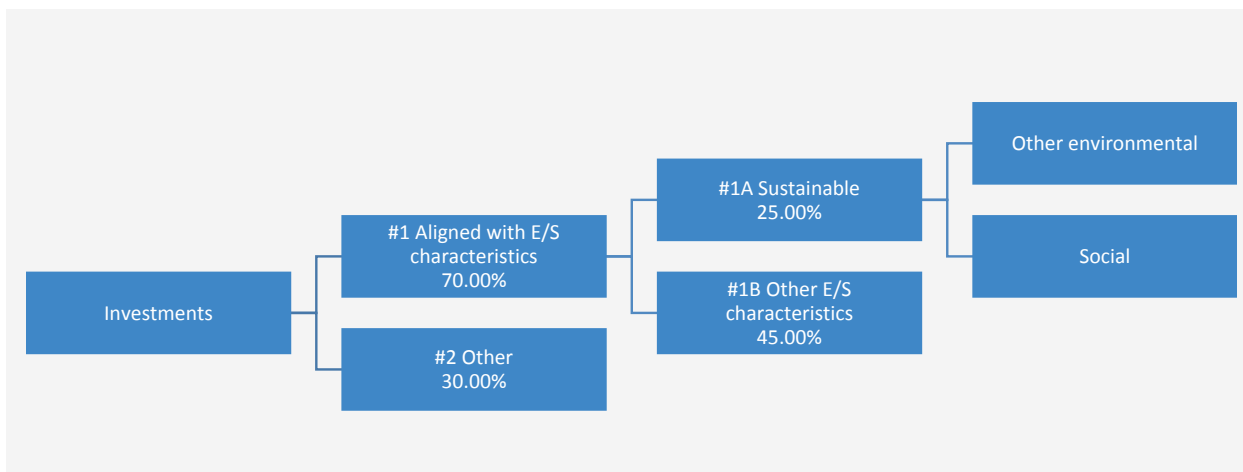 Investments
#1 Aligned with E/S
characteristics
70.00%
#2 Other
30.00%
#1A Sustainable
25.00%
#1B Other E/S
characteristics
45.00%
Other environmental
Social